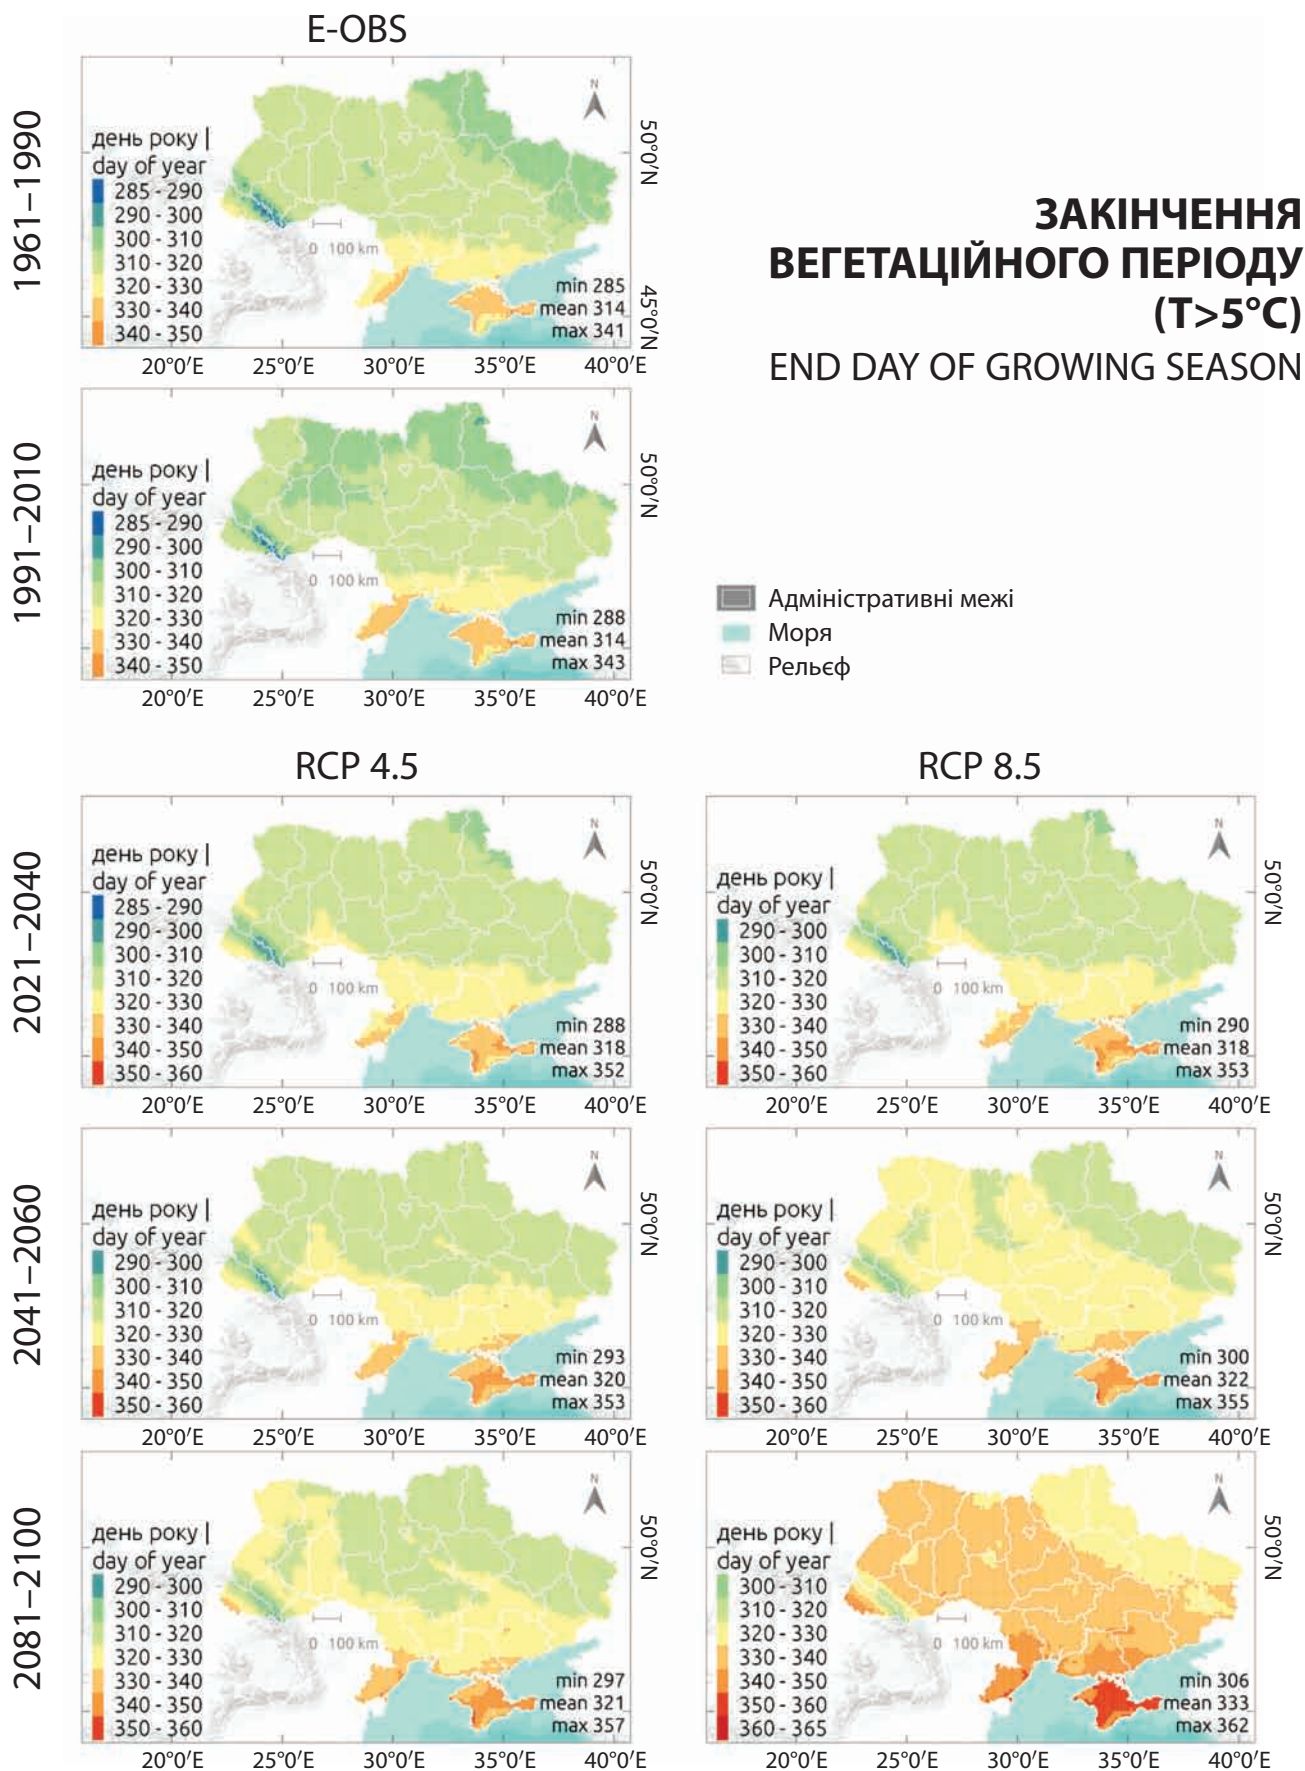 E-OBS
1961–1990
день року |
day of year
285 - 290
290 - 300
300 - 310
310 - 320
320 - 330
330 - 340
340 - 350
N
0 100 km
min 285
mean 314
max 341
50°0′N
45°0′N
20°0′E 25°0′E 30°0′E 35°0′E 40°0′E
ЗАКІНЧЕННЯ
ВЕГЕТАЦІЙНОГО ПЕРІОДУ
(T>5°C)
END DAY OF GROWING SEASON
1991–2010
день року |
day of year
285 - 290
290 - 300
300 - 310
310 - 320
320 - 330
330 - 340
340 - 350
N
0 100 km
min 288
mean 314
max 343
50°0′N
20°0′E 25°0′E 30°0′E 35°0′E 40°0′E
Адміністративні межі
Моря
Рельєф
RCP 4.5
RCP 8.5
2021–2040
день року |
day of year
285 - 290
290 - 300
300 - 310
310 - 320
320 - 330
330 - 340
340 - 350
350 - 360
N
0 100 km
min 288
mean 318
max 352
50°0′N
20°0′E 25°0′E 30°0′E 35°0′E 40°0′E
день року |
day of year
290 - 300
300 - 310
310 - 320
320 - 330
330 - 340
340 - 350
350 - 360
N
0 100 km
min 290
mean 318
max 353
50°0′N
20°0′E 25°0′E 30°0′E 35°0′E 40°0′E
2041–2060
день року |
day of year
290 - 300
300 - 310
310 - 320
320 - 330
330 - 340
340 - 350
350 - 360
N
0 100 km
min 293
mean 320
max 353
50°0′N
20°0′E 25°0′E 30°0′E 35°0′E 40°0′E
день року |
day of year
290 - 300
300 - 310
310 - 320
320 - 330
330 - 340
340 - 350
350 - 360
N
0 100 km
min 300
mean 322
max 355
50°0′N
20°0′E 25°0′E 30°0′E 35°0′E 40°0′E
2081–2100
день року |
day of year
290 - 300
300 - 310
310 - 320
320 - 330
330 - 340
340 - 350
350 - 360
N
0 100 km
min 297
mean 321
max 357
50°0′N
20°0′E 25°0′E 30°0′E 35°0′E 40°0′E
день року |
day of year
300 - 310
310 - 320
320 - 330
330 - 340
340 - 350
350 - 360
360 - 365
N
0 100 km
min 306
mean 333
max 362
50°0′N
20°0′E 25°0′E 30°0′E 35°0′E 40°0′E